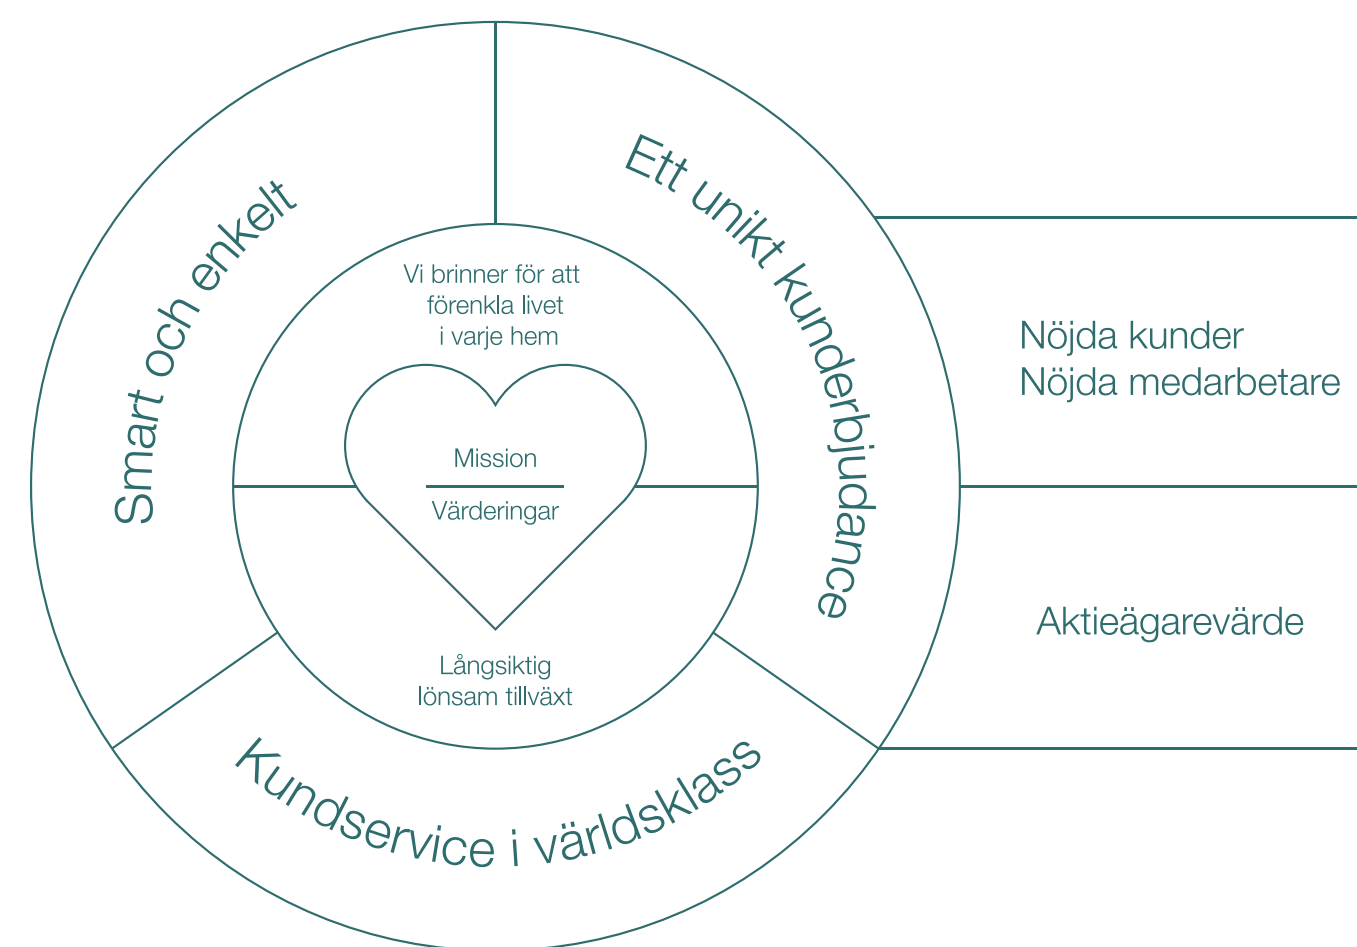 Smart och enkelt
Ett unikt kunderbjudance
Vi brinner för att
förenkla livet
i varje hem
Mission
Värderingar
Långsiktig
lönsam tillväxt
Kundservice i världsklass
Nöjda kunder
Nöjda medarbetare
Aktieägarevärde